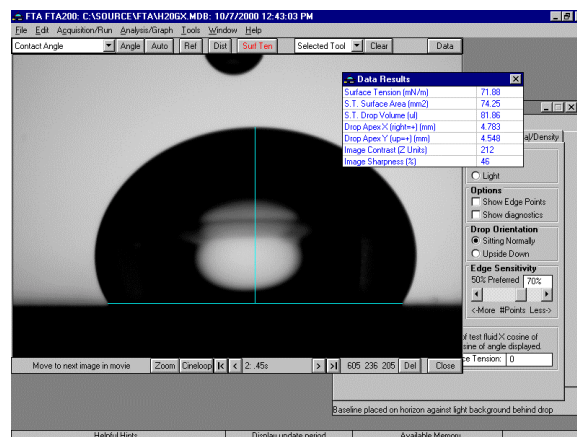 FTA FTA200: C:\SOURCE\FTA\H20GX.MDB: 10/7/2000 12:43:03 PM
File Edit Acquisition/Run Analysis/Graph Tools Window Help
Contact Angle Angle Auto Ref Dist Surf Ten Selected Tool Clear Data
Data Results
Surface Tension (mN/m) 71.88
S.T. Surface Area (mm2) 74.25
S.T. Drop Volume (ul) 81.86
Drop Apex X (right=+) (mm) 4.783
Drop Apex Y (up=+) (mm) 4.548
Image Contrast (Z Units) 212
Image Sharpness (%) 46
al/Density
Light
Options
Show Edge Points
Show diagnostics
Drop Orientation
Sitting Normally
Upside Down
Edge Sensitivity
50% Preferred 70%
<-More #Points Less->
of test fluid X cosine of
sine of angle displayed.
ce Tension: 0
Move to next image in movie Zoom Cineloop K < 2: .45s > >| 605 236 205 Del Close
Baseline placed on horizon against light background behind drop
Helpful Hints Display update period Available Memory